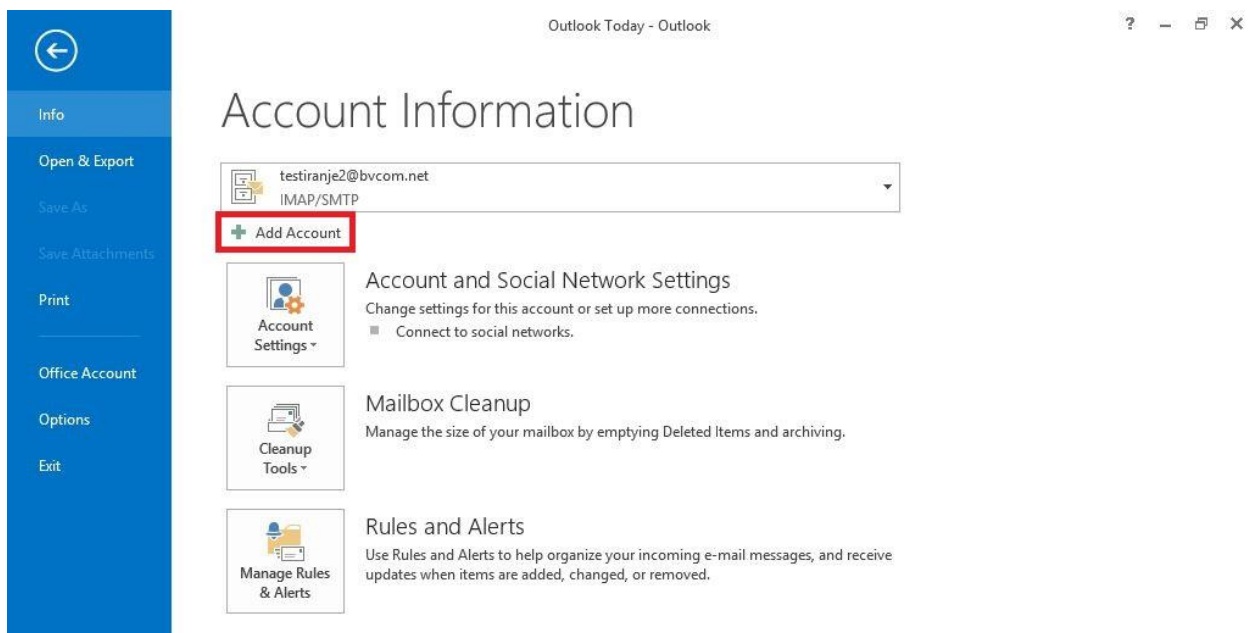 Outlook Today - Outlook
?
Info
Open & Export
Save As
Save Attachments
Print
Office Account
Options
Exit
Account Information
testiranje2@bvcom.net
IMAP/SMTP
Add Account
Account
Settings
Account and Social Network Settings
Change settings for this account or set up more connections.
Connect to social networks.
Cleanup
Tools
Mailbox Cleanup
Manage the size of your mailbox by emptying Deleted Items and archiving.
Manage Rules
& Alerts
Rules and Alerts
Use Rules and Alerts to help organize your incoming e-mail messages, and receive
updates when items are added, changed, or removed.